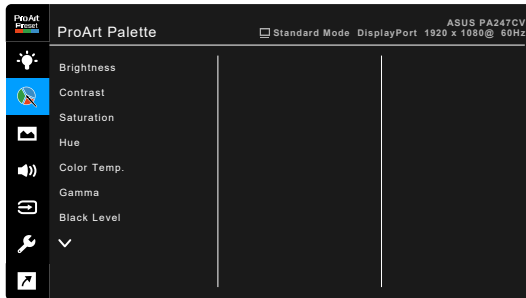 ProArt
Preset
ProArt Palette
ASUS PA247CV
Standard Mode DisplayPort 1920 x 1080@ 60Hz
Brightness
Contrast
Saturation
Hue
Color Temp.
Gamma
Black Level